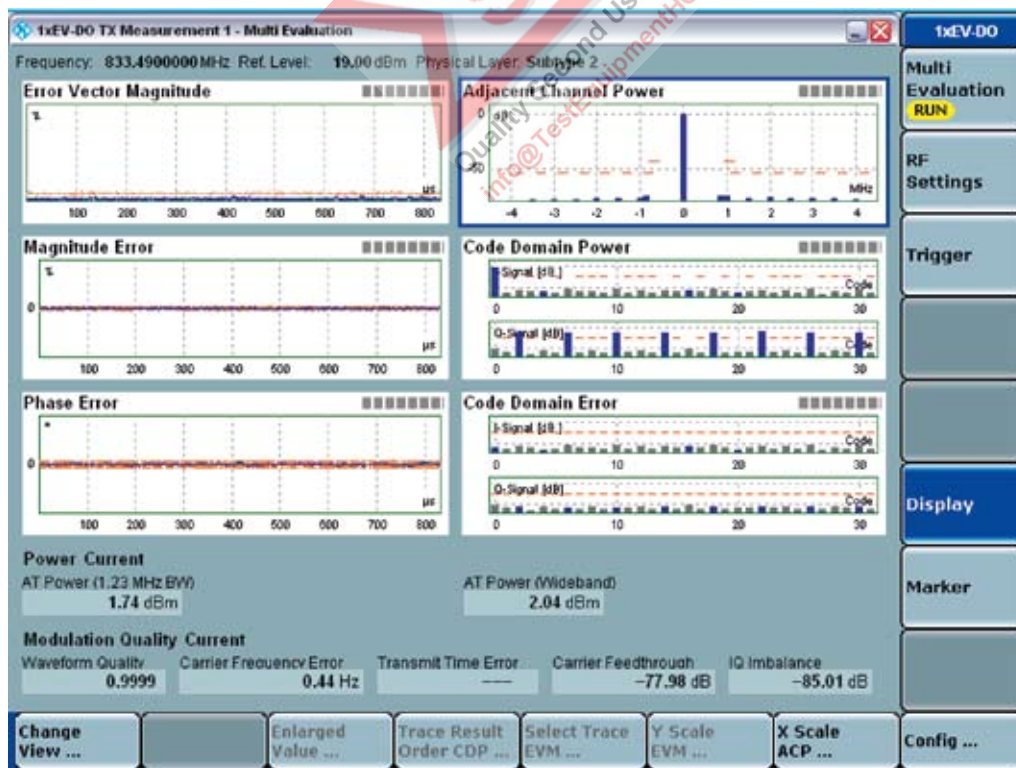 1xEV-DO TX Measurement 1 - Multi Evaluation
1xEV-DO
Frequency: 833.4900000 MHz Ref. Level: 19.00 dBm Physical Layer: Subtype 2
Quality Second
info@TestEquipment
Multi
Evaluation
RUN
RF
Settings
Trigger
Display
Marker
Config ...
Error Vector Magnitude
%
µs
100 200 300 400 500 600 700 800
Adjacent Channel Power
0
MHz
-4 -3 -2 -1 0 1 2 3 4
Magnitude Error
%
0
µs
100 200 300 400 500 600 700 800
Code Domain Power
I-Signal [dB]
Code
0 10 20 30
Q-Signal [dB]
Code
0 10 20 30
Phase Error
0
µs
100 200 300 400 500 600 700 800
Code Domain Error
I-Signal [dB]
Code
0 10 20 30
Q-Signal [dB]
Code
0 10 20 30
Power Current
AT Power (1.23 MHz BW)
1.74 dBm
AT Power (Wideband)
2.04 dBm
Modulation Quality Current
Waveform Quality Carrier Frequency Error Transmit Time Error Carrier Feedthrough IQ Imbalance
0.9999 0.44 Hz --- -77.98 dB -85.01 dB
Change
View ...
Enlarged
Value ...
Trace Result
Order CDP ...
Select Trace
EVM ...
Y Scale
EVM ...
X Scale
ACP ...